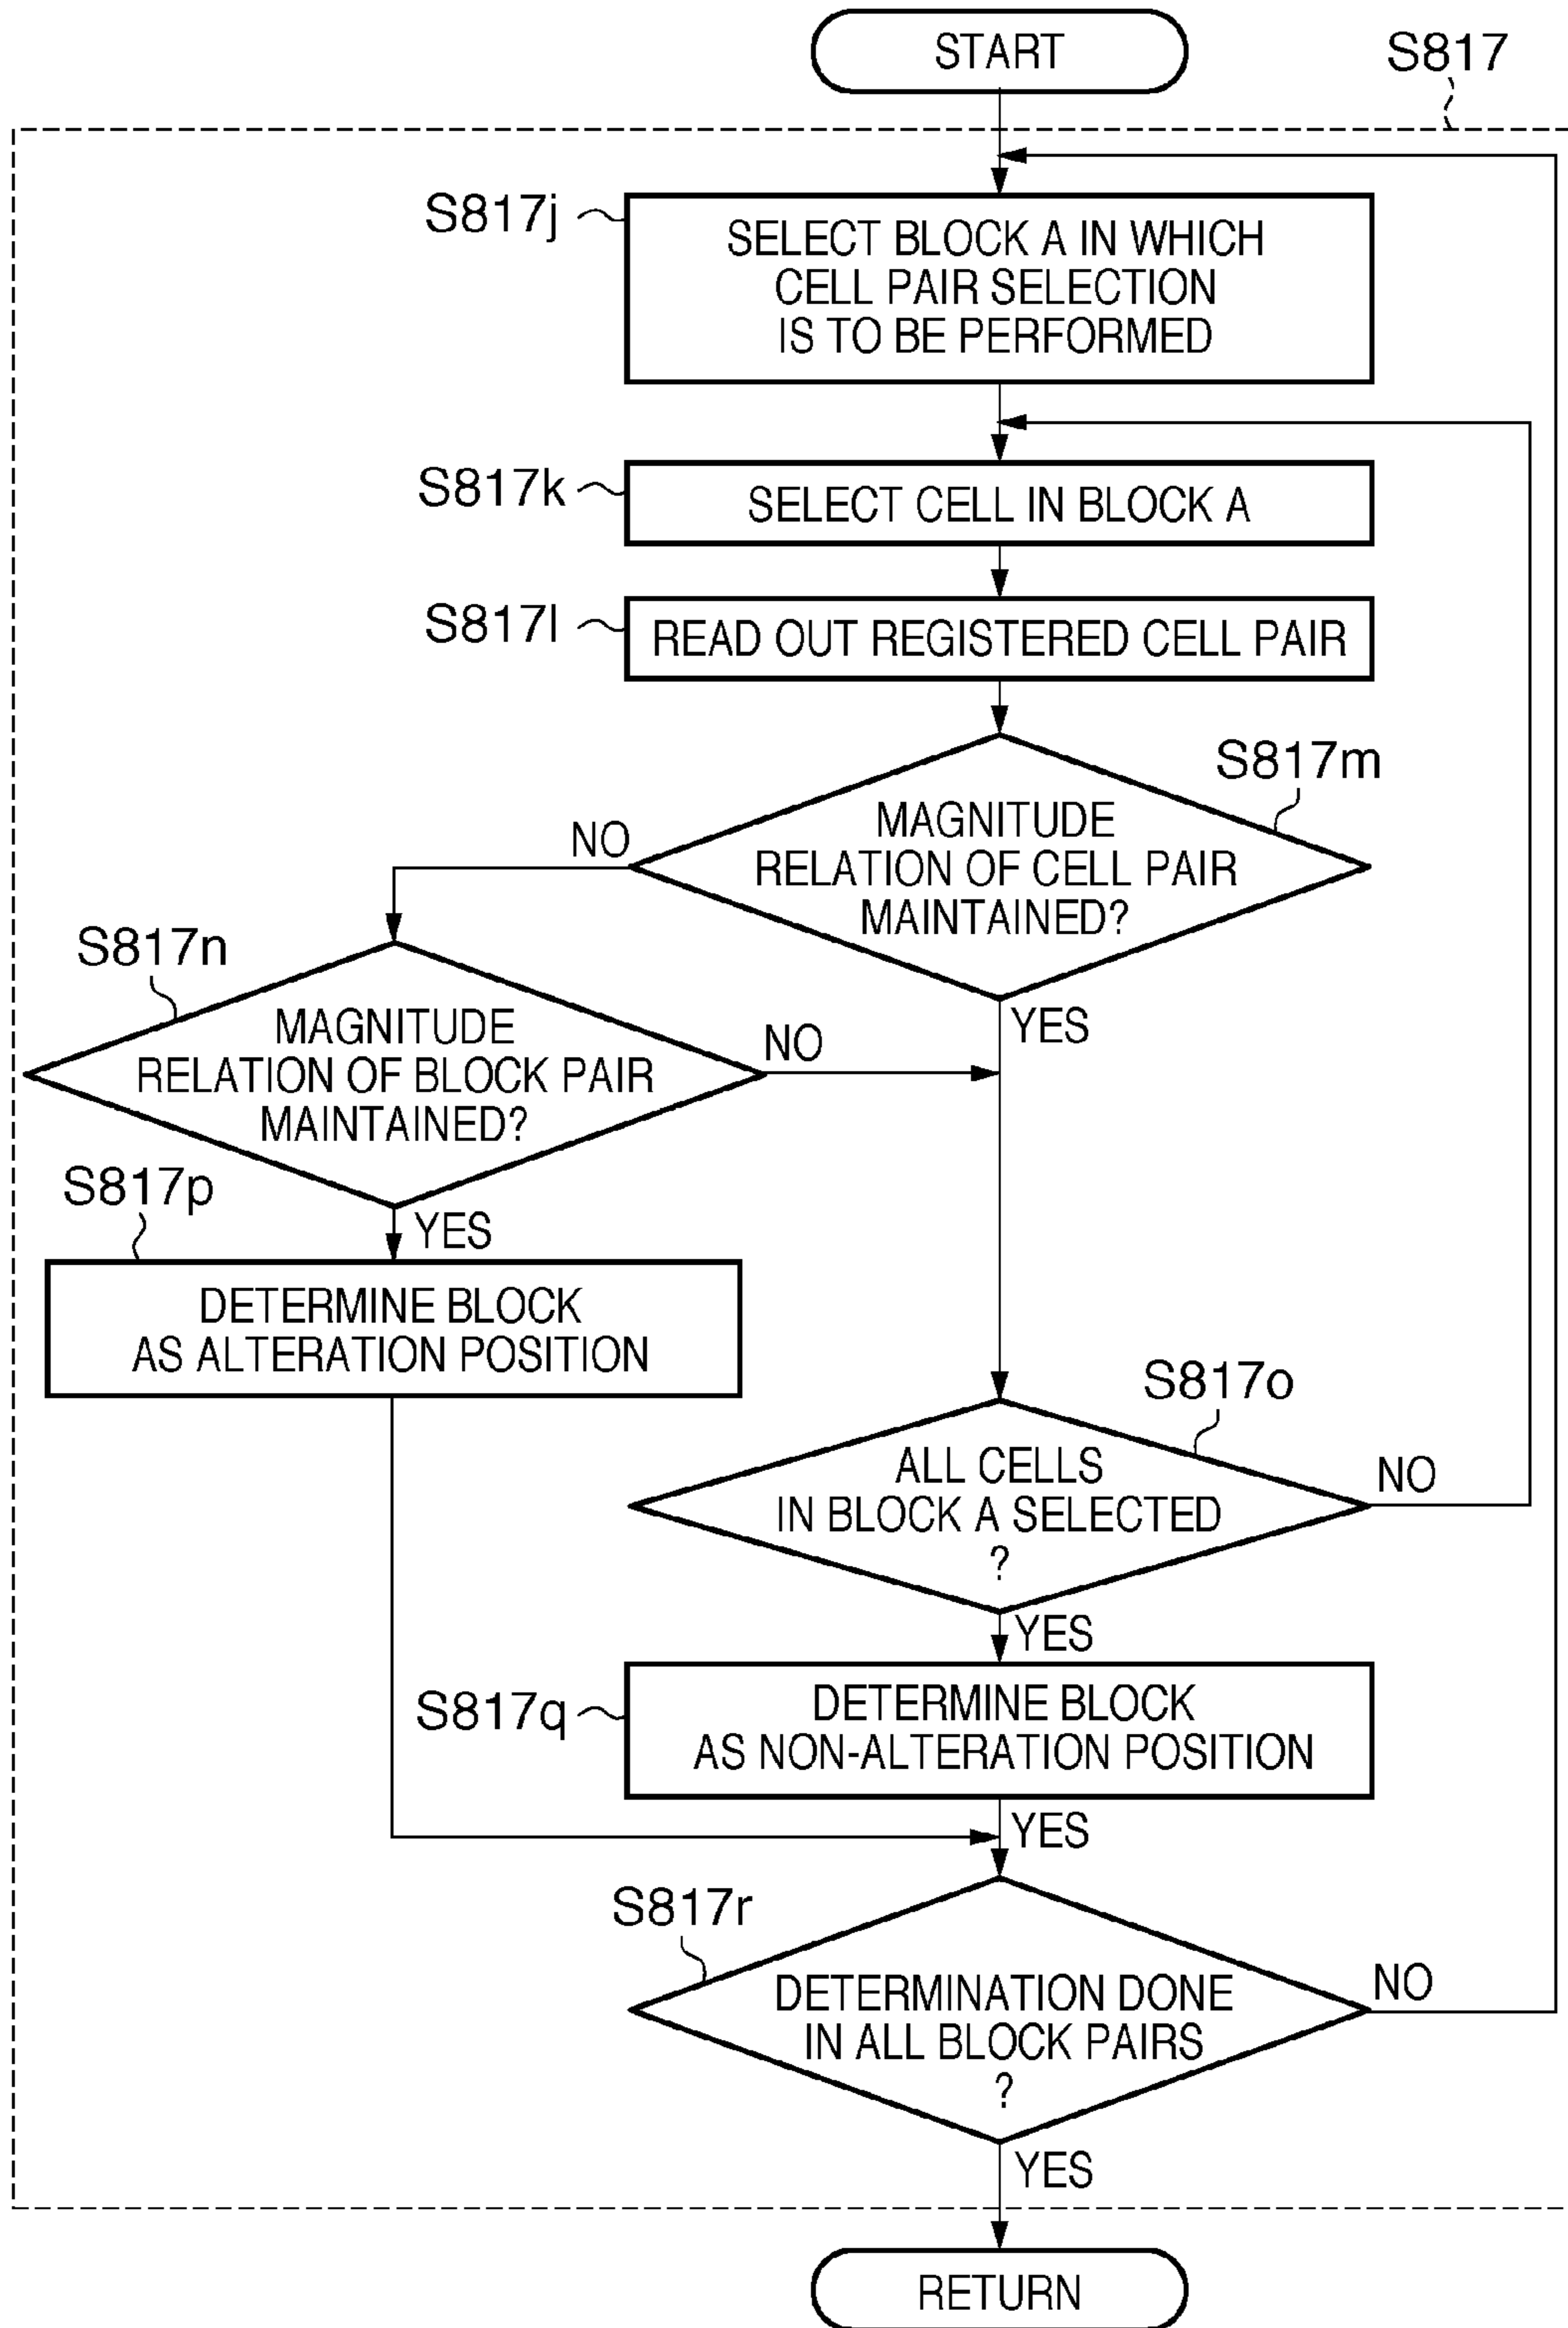 START
S817
S817j
SELECT BLOCK A IN WHICH
CELL PAIR SELECTION
IS TO BE PERFORMED
S817k
SELECT CELL IN BLOCK A
S817l
READ OUT REGISTERED CELL PAIR
S817m
MAGNITUDE
RELATION OF CELL PAIR
MAINTAINED?
NO
YES
S817n
MAGNITUDE
RELATION OF BLOCK PAIR
MAINTAINED?
NO
YES
S817p
DETERMINE BLOCK
AS ALTERATION POSITION
S817o
ALL CELLS
IN BLOCK A SELECTED
?
NO
YES
S817q
DETERMINE BLOCK
AS NON-ALTERATION POSITION
YES
S817r
DETERMINATION DONE
IN ALL BLOCK PAIRS
?
NO
YES
RETURN